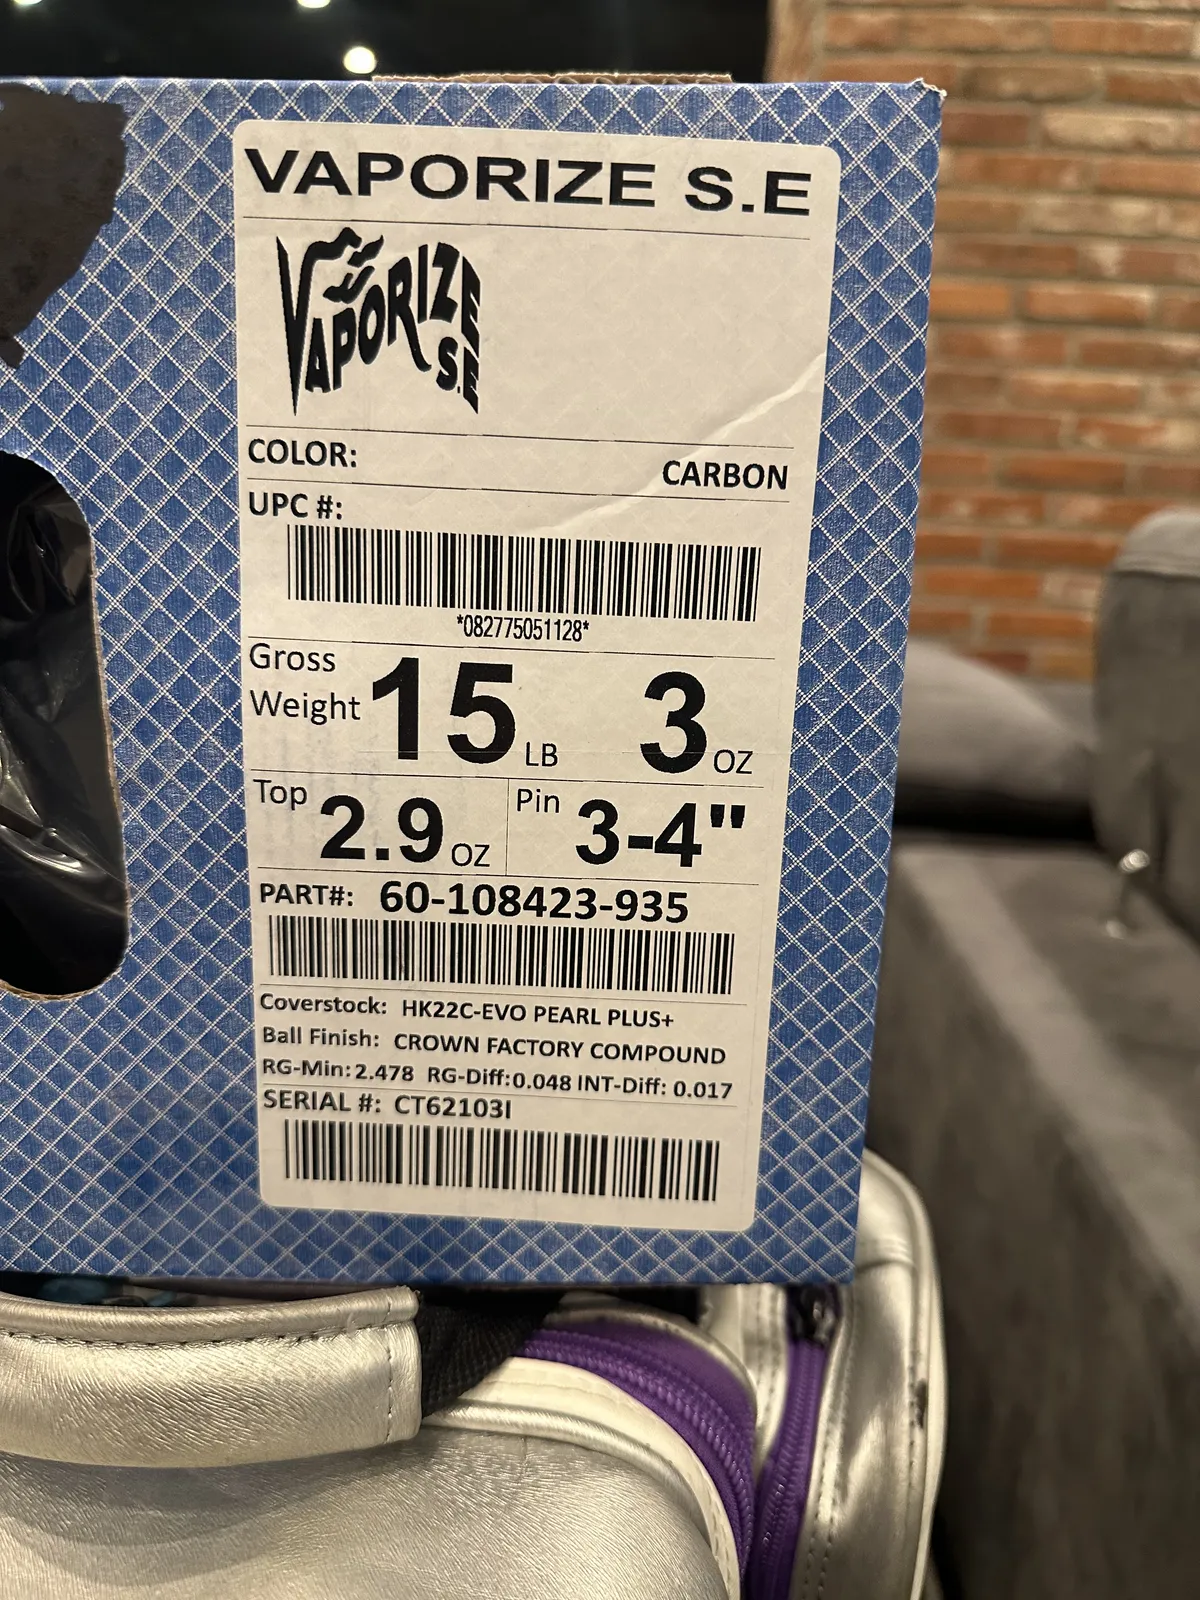 VAPORIZE S.E
VAPORIZE
S.E
COLOR: CARBON
UPC #:
*082775051128*
Gross
Weight 15 LB 3 OZ
Top 2.9 OZ Pin 3-4"
PART#: 60-108423-935
Coverstock: HK22C-EVO PEARL PLUS+
Ball Finish: CROWN FACTORY COMPOUND
RG-Min: 2.478 RG-Diff: 0.048 INT-Diff: 0.017
SERIAL #: CT62103I